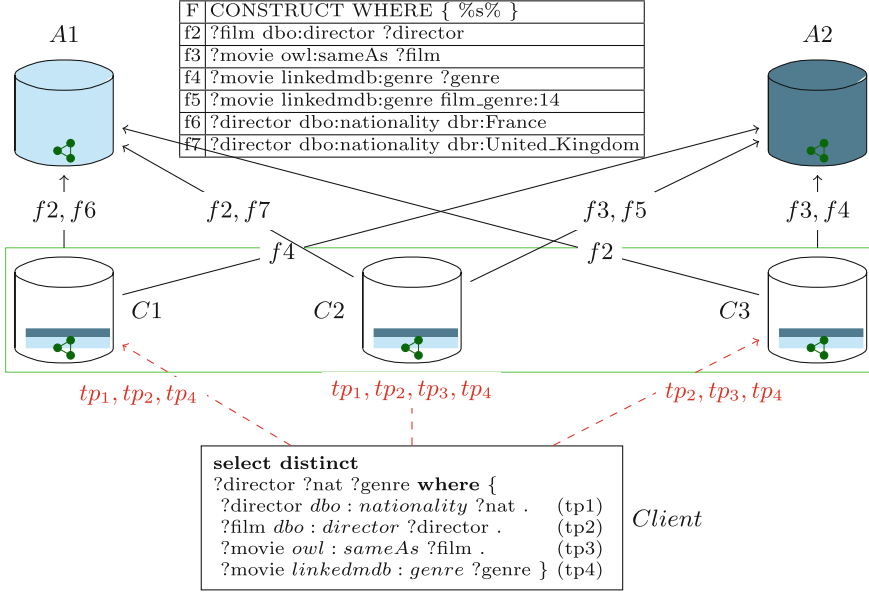 A1
F CONSTRUCT WHERE { %s% }
f2 ?film dbo:director ?director
f3 ?movie owl:sameAs ?film
f4 ?movie linkedmdb:genre ?genre
f5 ?movie linkedmdb:genre film_genre:14
f6 ?director dbo:nationality dbr:France
f7 ?director dbo:nationality dbr:United_Kingdom
A2
f2, f6
f2, f7
f3, f5
f3, f4
f4
f2
C1
C2
C3
tp1, tp2, tp4
tp1, tp2, tp3, tp4
tp2, tp3, tp4
select distinct
?director ?nat ?genre where {
?director dbo : nationality ?nat . (tp1)
?film dbo : director ?director . (tp2)
?movie owl : sameAs ?film . (tp3)
?movie linkedmdb : genre ?genre } (tp4)
Client